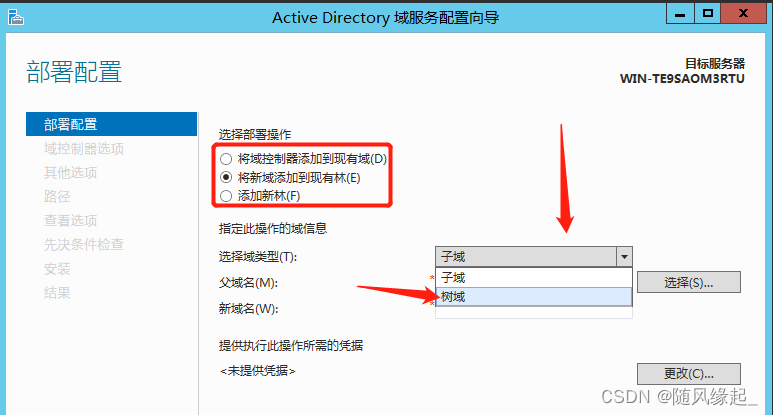 Active Directory 域服务配置向导
部署配置
目标服务器
WIN-TE9SAOM3RTU
部署配置
域控制器选项
其他选项
路径
查看选项
先决条件检查
安装
结果
选择部署操作
将域控制器添加到现有域(D)
将新域添加到现有林(E)
添加新林(F)
指定此操作的域信息
选择域类型(T): 子域
子域
树域
父域名(M): * 选择(S)...
新域名(W): *
提供执行此操作所需的凭据
<未提供凭据> 更改(C)...
CSDN @随风缘起_